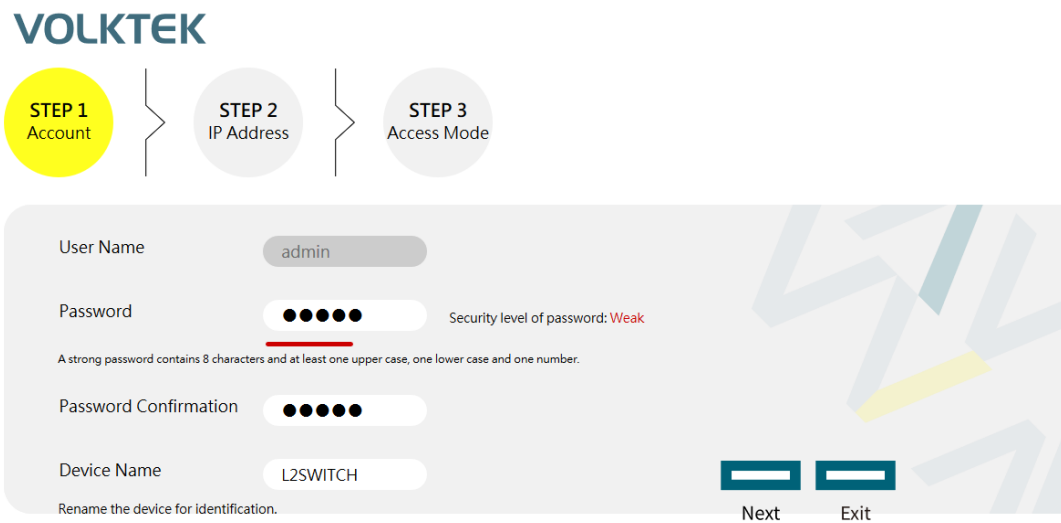 VOLKTEK
STEP 1
Account
STEP 2
IP Address
STEP 3
Access Mode
User Name
admin
Password
●●●●●
Security level of password: Weak
A strong password contains 8 characters and at least one upper case, one lower case and one number.
Password Confirmation
●●●●●
Device Name
L2SWITCH
Rename the device for identification.
Next
Exit